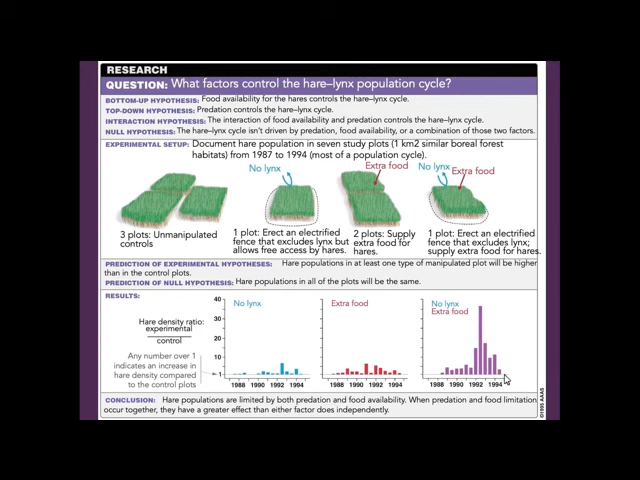 RESEARCH
QUESTION: What factors control the hare–lynx population cycle?
BOTTOM-UP HYPOTHESIS: Food availability for the hares controls the hare–lynx cycle.
TOP-DOWN HYPOTHESIS: Predation controls the hare–lynx cycle.
INTERACTION HYPOTHESIS: The interaction of food availability and predation controls the hare–lynx cycle.
NULL HYPOTHESIS: The hare–lynx cycle isn't driven by predation, food availability, or a combination of those two factors.
EXPERIMENTAL SETUP: Document hare population in seven study plots (1 km2 similar boreal forest
habitats) from 1987 to 1994 (most of a population cycle).
No lynx
Extra food
No lynx
Extra food
3 plots: Unmanipulated
controls
1 plot: Erect an electrified
fence that excludes lynx but
allows free access by hares.
2 plots: Supply
extra food for
hares.
1 plot: Erect an electrified
fence that excludes lynx;
supply extra food for hares.
PREDICTION OF EXPERIMENTAL HYPOTHESES: Hare populations in at least one type of manipulated plot will be higher
than in the control plots.
PREDICTION OF NULL HYPOTHESIS: Hare populations in all of the plots will be the same.
RESULTS:
Hare density ratio:
experimental
control
Any number over 1
indicates an increase in
hare density compared
to the control plots
40
30
20
10
1
No lynx
1988 1990 1992 1994
Extra food
1988 1990 1992 1994
No lynx
Extra food
1988 1990 1992 1994
CONCLUSION: Hare populations are limited by both predation and food availability. When predation and food limitation
occur together, they have a greater effect than either factor does independently.
©1995 AAAS